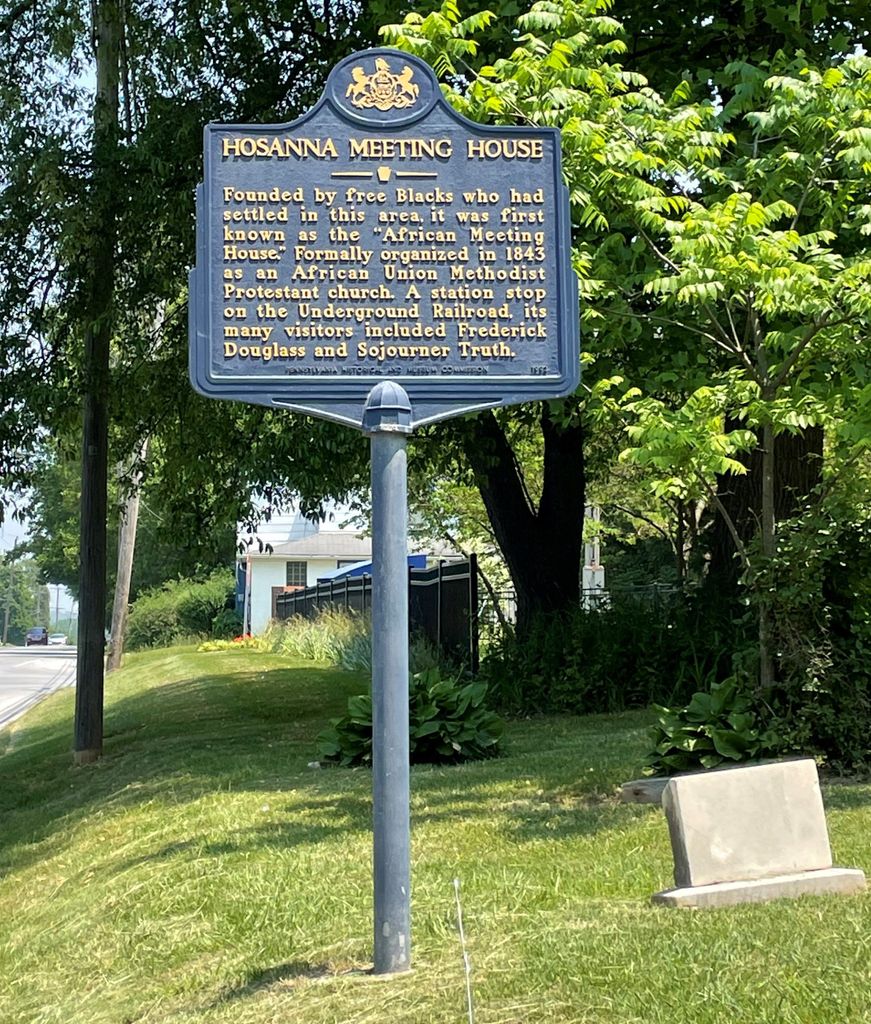 HOSANNA MEETING HOUSE
Founded by free Blacks who had
settled in this area, it was first
known as the "African Meeting
House." Formally organized in 1843
as an African Union Methodist
Protestant church. A station stop
on the Underground Railroad, its
many visitors included Frederick
Douglass and Sojourner Truth.
PENNSYLVANIA HISTORICAL AND MUSEUM COMMISSION